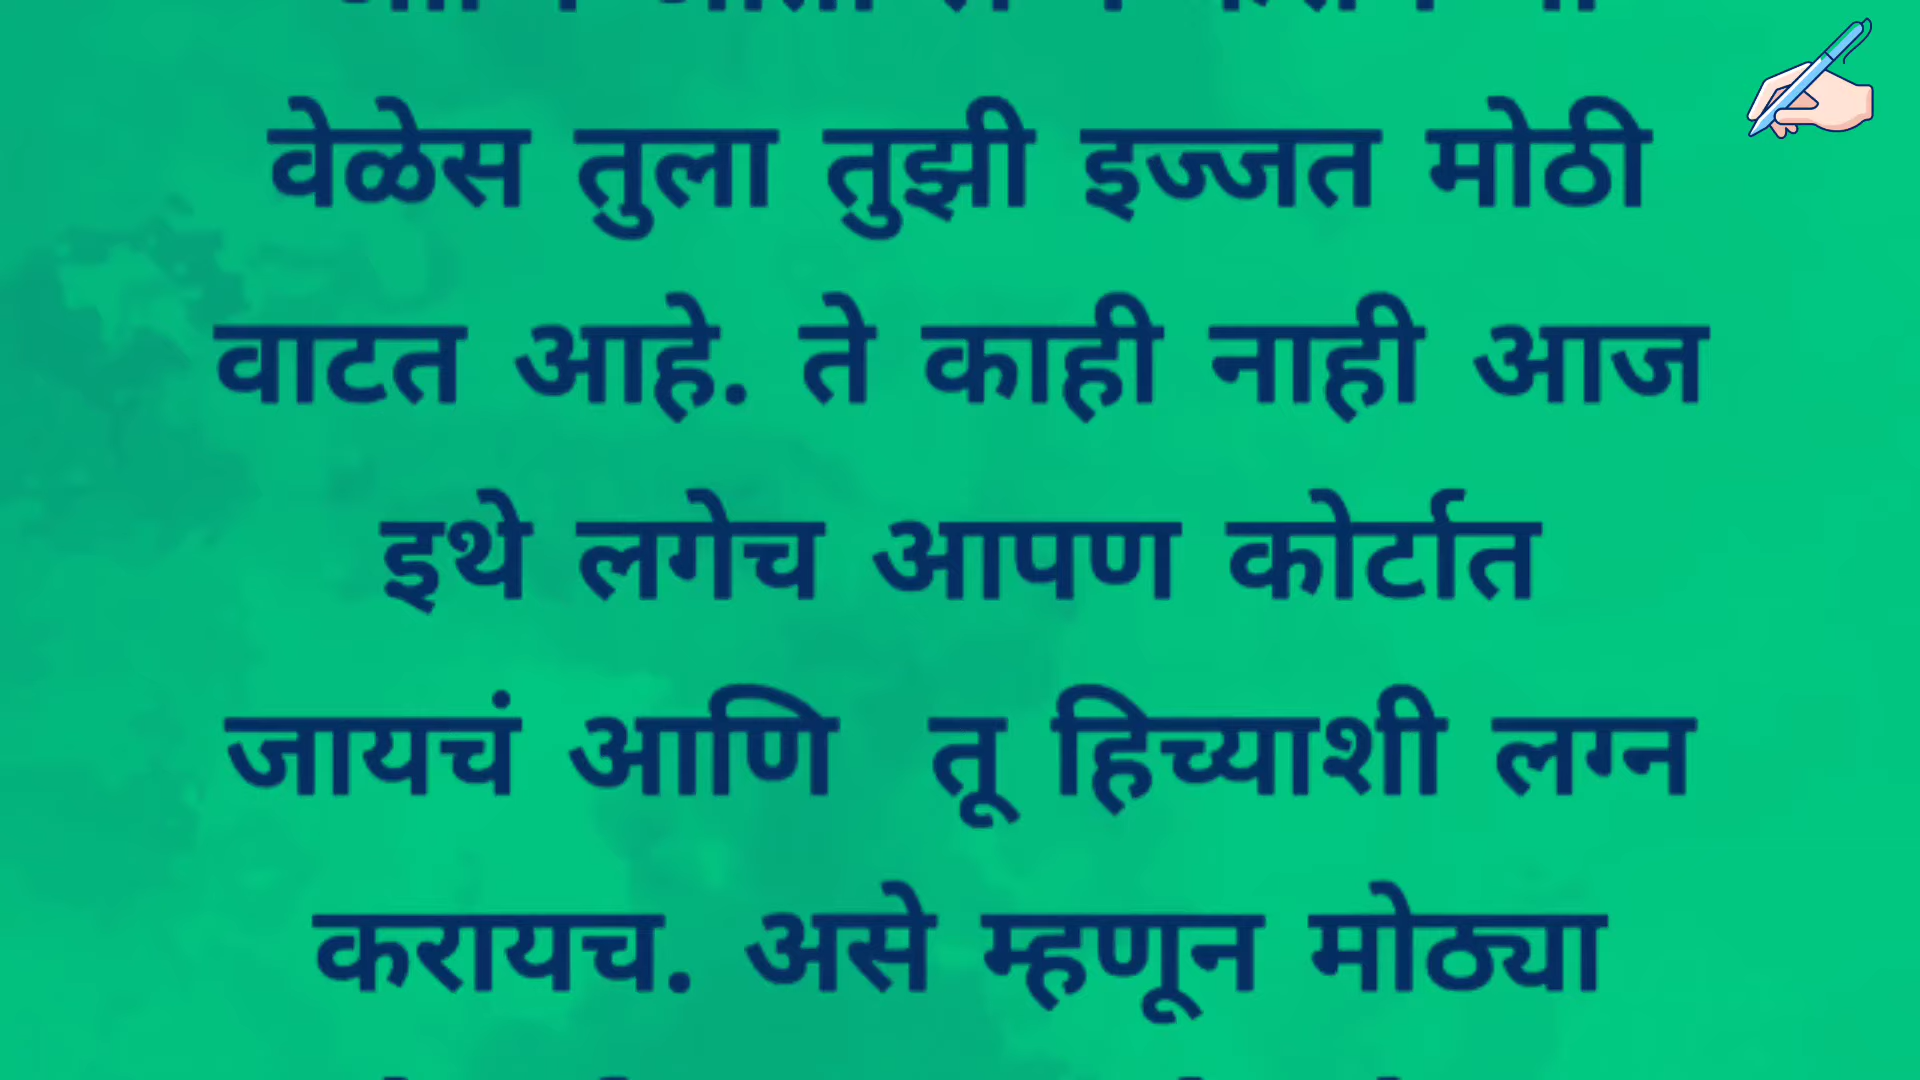 वेळेस तुला तुझी इज्जत मोठी
वाटत आहे. ते काही नाही आज
इथे लगेच आपण कोर्टात
जायचं आणि तू हिच्याशी लग्न
करायच. असे म्हणून मोठ्या